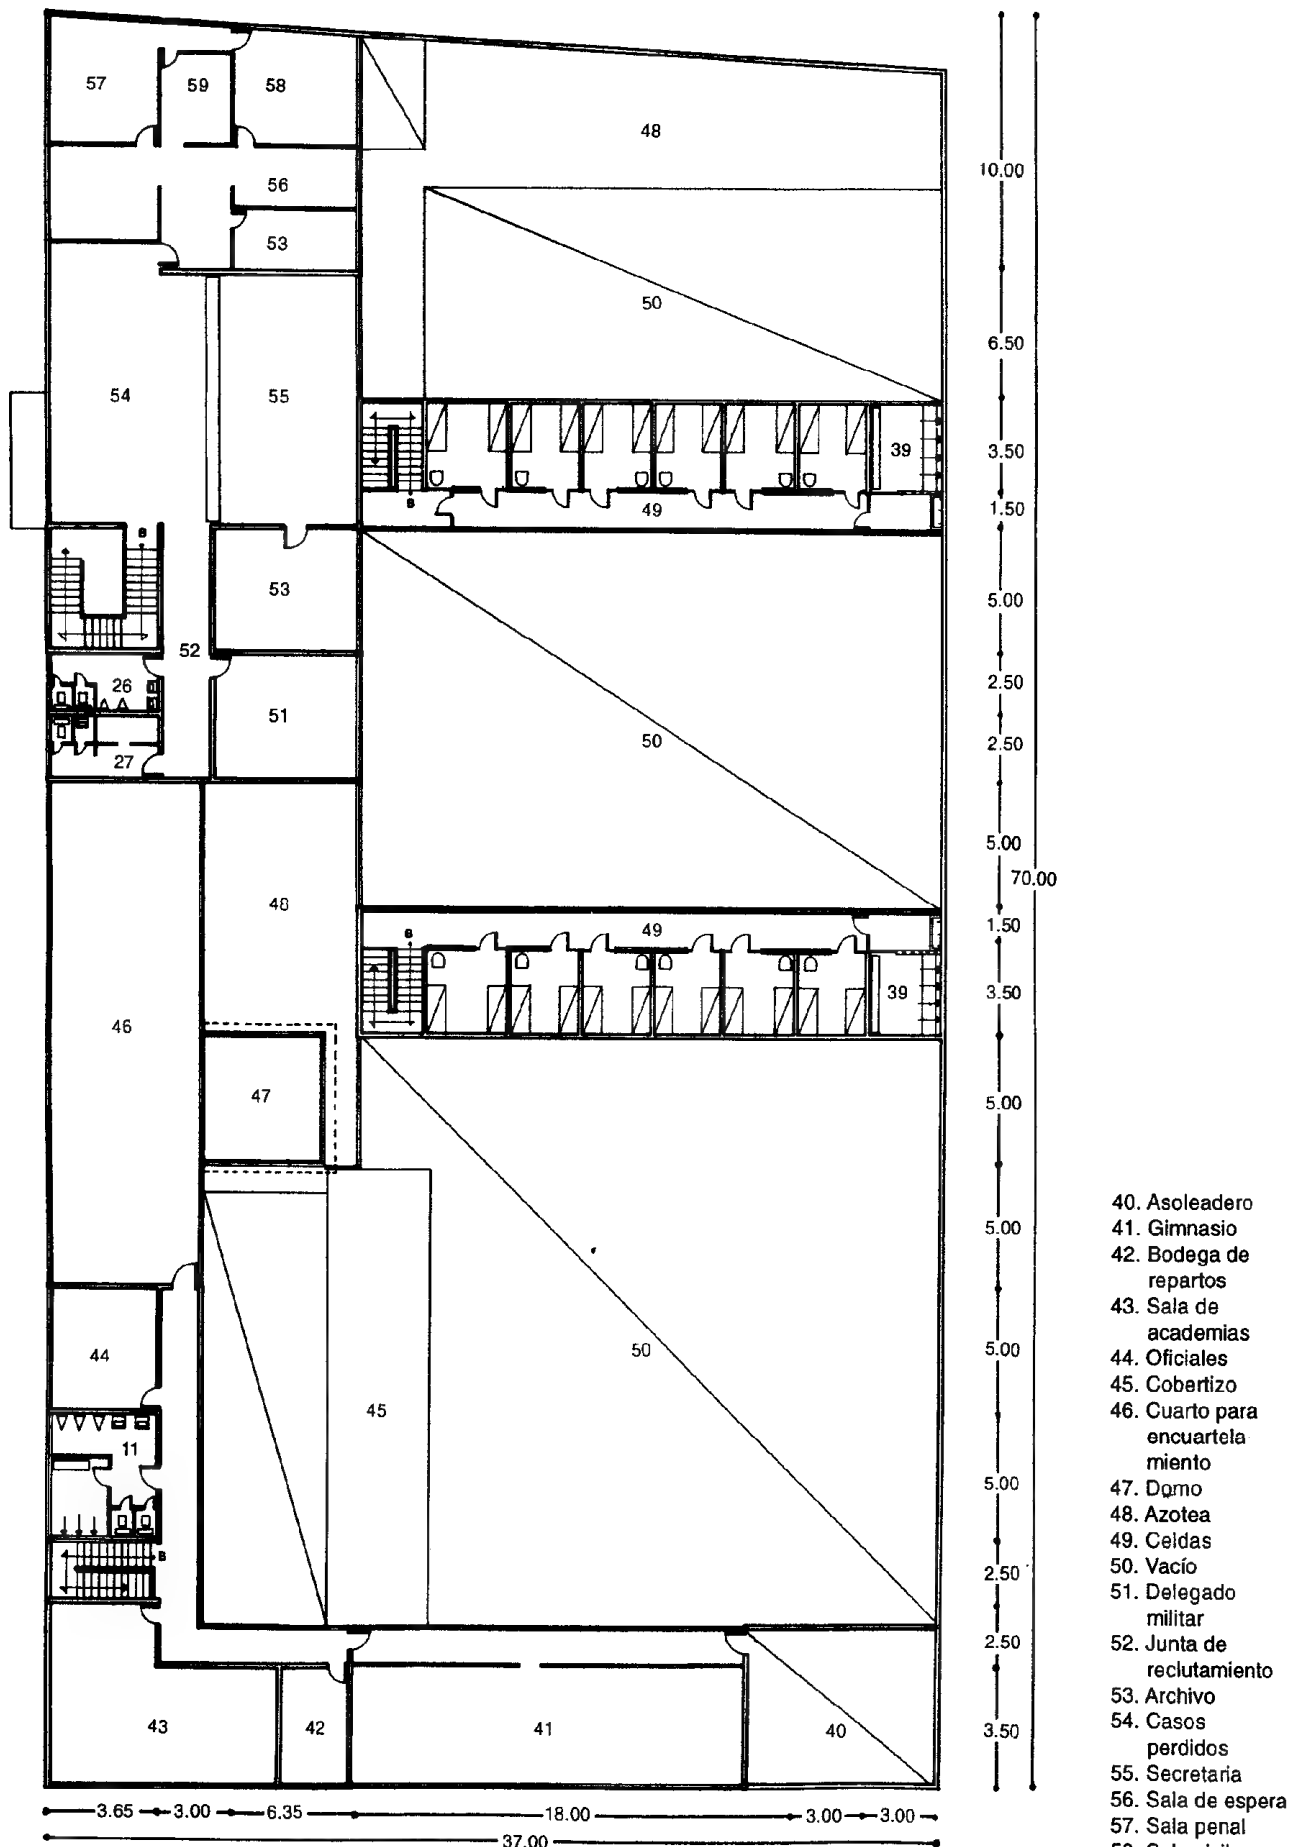 57
59
58
48
56
53
10.00
50
6.50
54
55
39
3.50
B
49
1.50
B
53
5.00
52
26
2.50
51
50
27
2.50
5.00
70.00
48
49
1.50
B
46
39
3.50
47
5.00
5.00
44
50
5.00
45
11
5.00
B
2.50
2.50
43
42
41
40
3.50
3.65
3.00
6.35
18.00
3.00
3.00
37.00
40. Asoleadero
41. Gimnasio
42. Bodega de
repartos
43. Sala de
academias
44. Oficiales
45. Cobertizo
46. Cuarto para
encuartela
miento
47. Domo
48. Azotea
49. Celdas
50. Vacío
51. Delegado
militar
52. Junta de
reclutamiento
53. Archivo
54. Casos
perdidos
55. Secretaria
56. Sala de espera
57. Sala penal